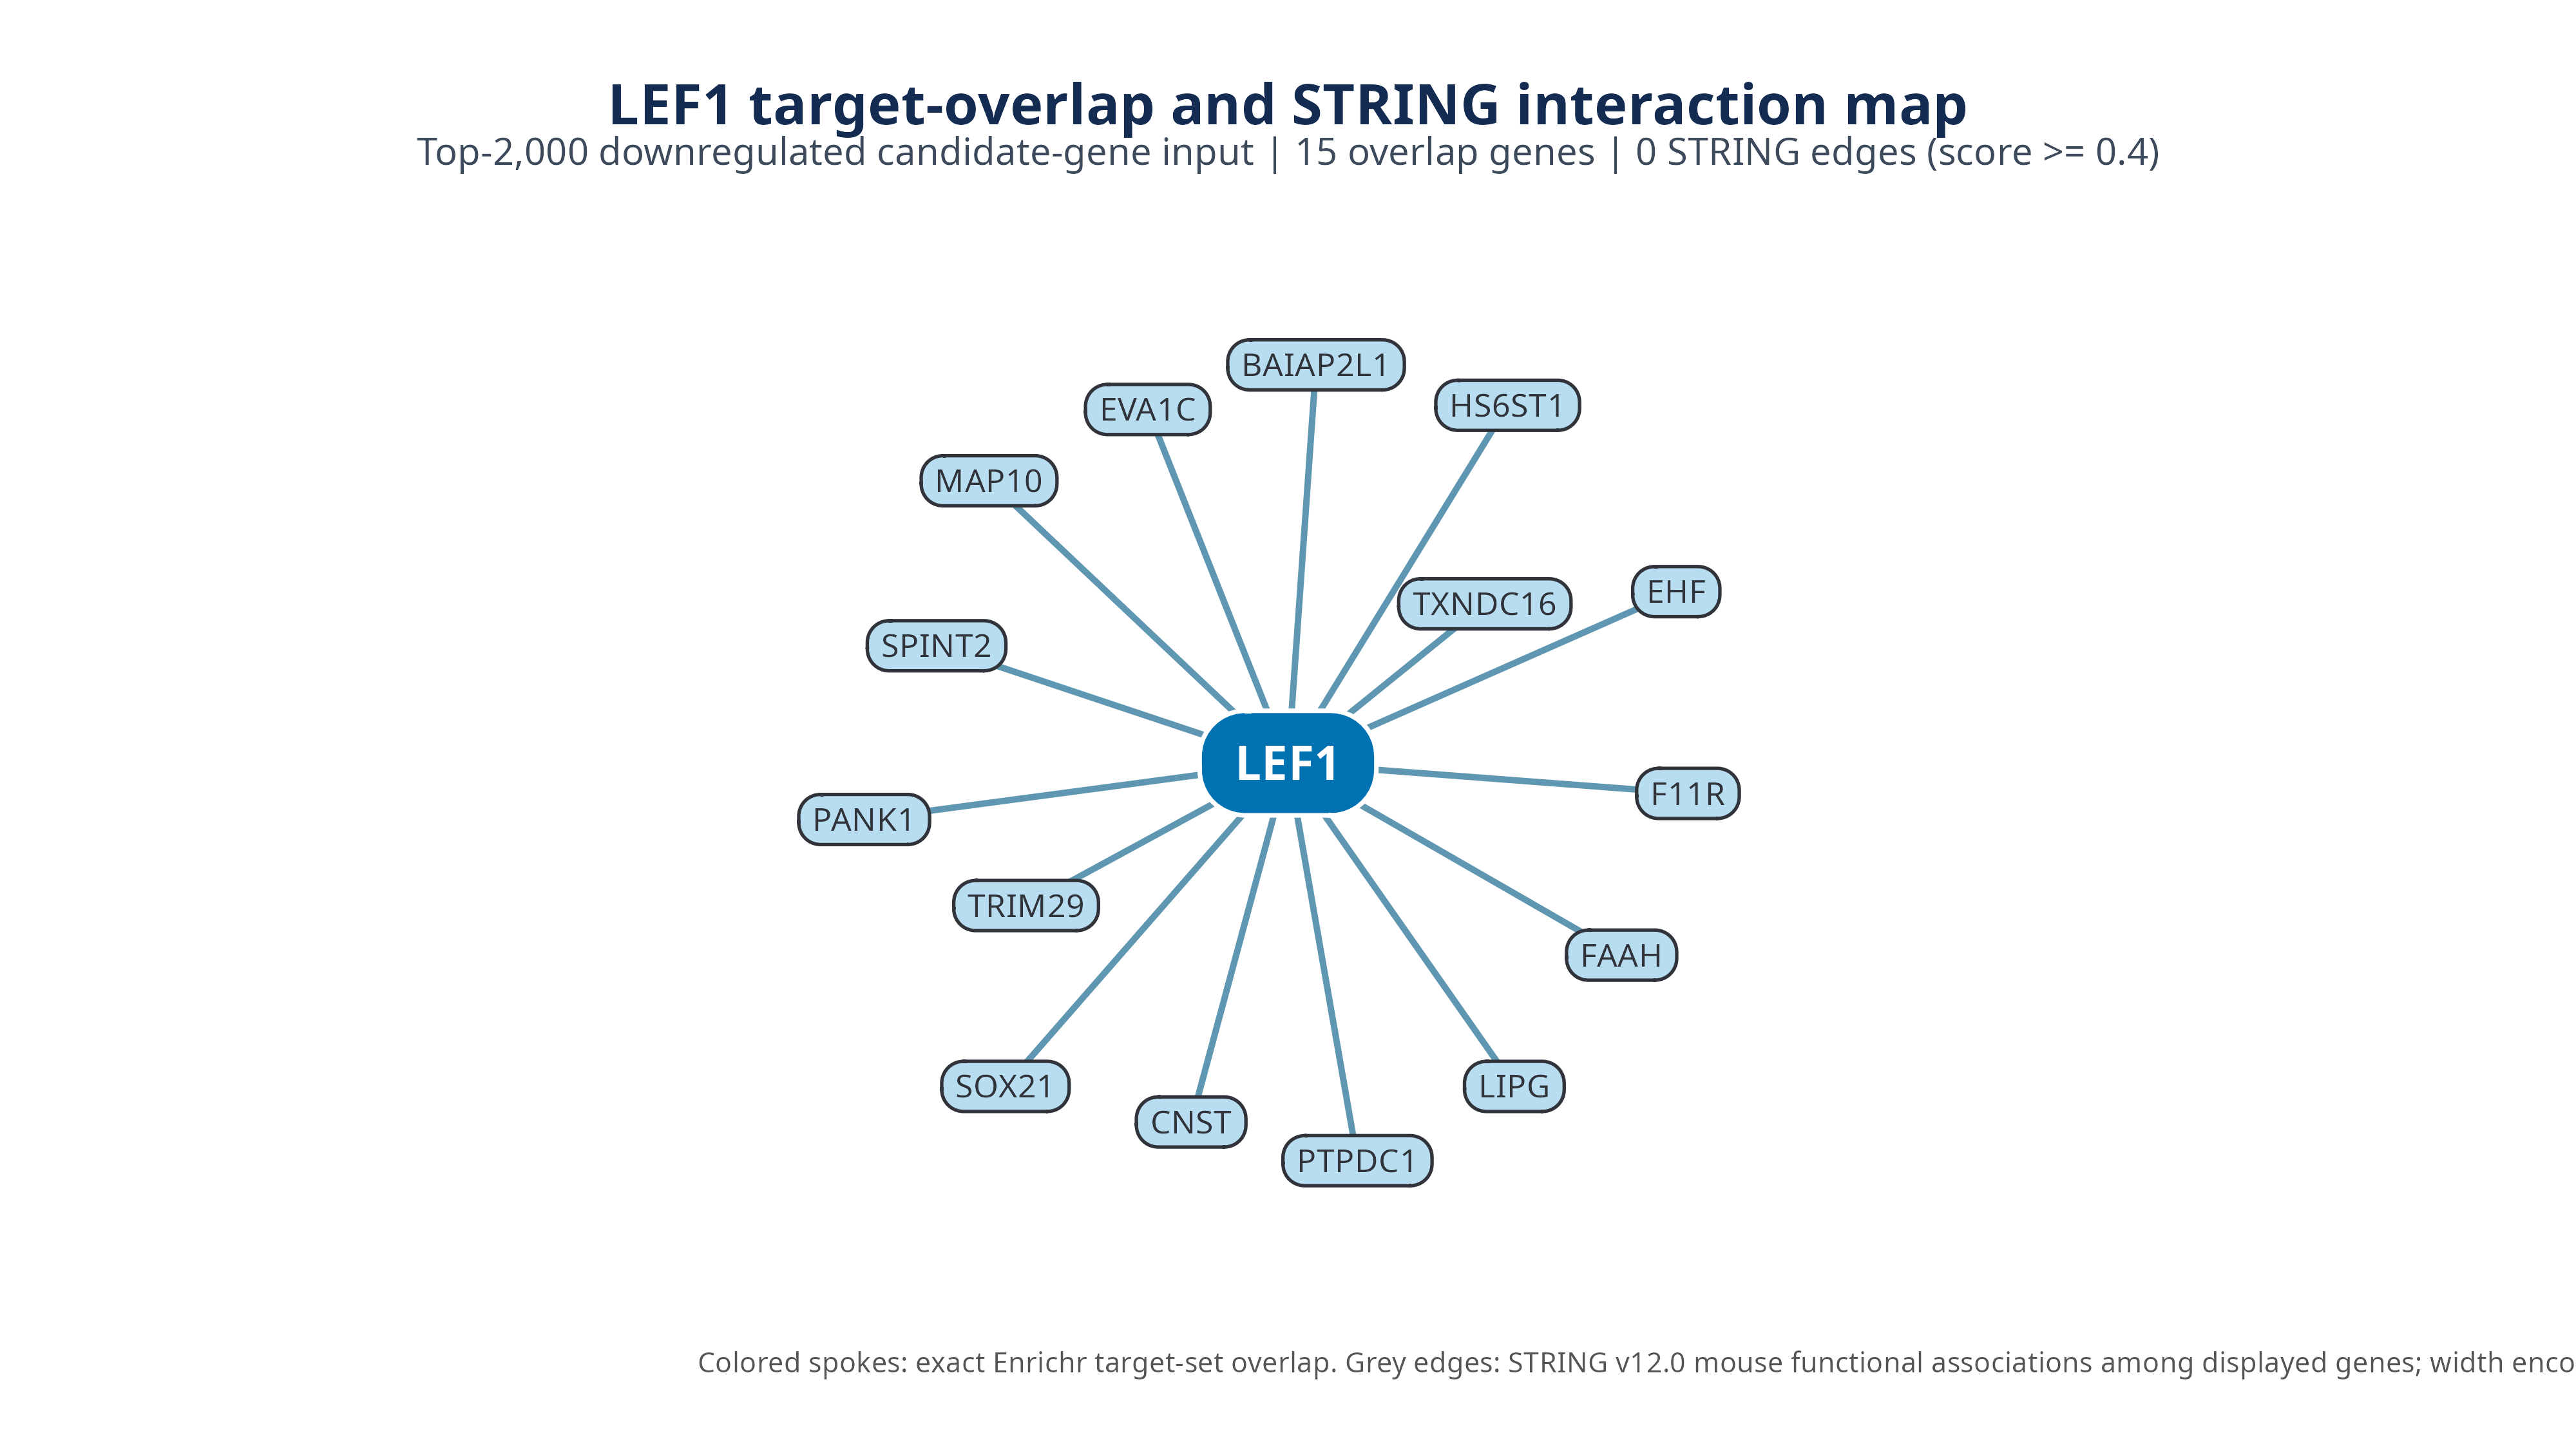 LEF1 target-overlap and STRING interaction map
Top-2,000 downregulated candidate-gene input | 15 overlap genes | 0 STRING edges (score >= 0.4)
BAIAP2L1
HS6ST1
EVA1C
MAP10
EHF
TXNDC16
SPINT2
LEF1
F11R
PANK1
TRIM29
FAAH
SOX21
LIPG
CNST
PTPDC1
Colored spokes: exact Enrichr target-set overlap. Grey edges: STRING v12.0 mouse functional associations among displayed genes; width enco